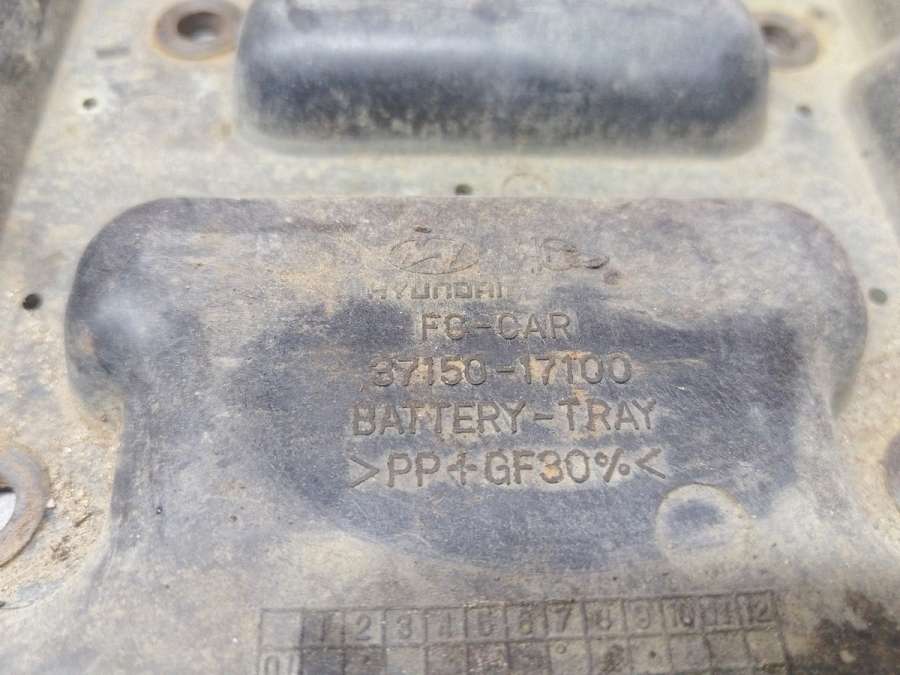 HYUNDAI
FC-CAR
37150-17100
BATTERY-TRAY
>PP+GF30%<
1 2 3 4 5 6 7 8 9 10 11 12
01